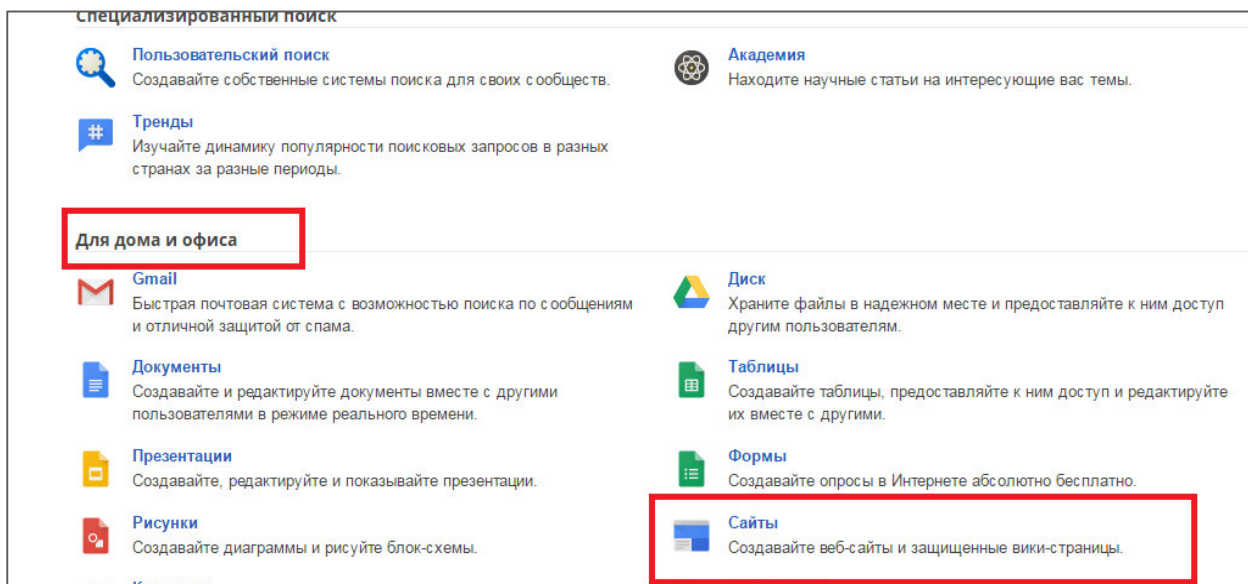 Специализированный поиск
Пользовательский поиск
Создавайте собственные системы поиска для своих сообществ.
Академия
Находите научные статьи на интересующие вас темы.
Тренды
Изучайте динамику популярности поисковых запросов в разных
странах за разные периоды.
Для дома и офиса
Gmail
Быстрая почтовая система с возможностью поиска по сообщениям
и отличной защитой от спама.
Диск
Храните файлы в надежном месте и предоставляйте к ним доступ
другим пользователям.
Документы
Создавайте и редактируйте документы вместе с другими
пользователями в режиме реального времени.
Таблицы
Создавайте таблицы, предоставляйте к ним доступ и редактируйте
их вместе с другими.
Презентации
Создавайте, редактируйте и показывайте презентации.
Формы
Создавайте опросы в Интернете абсолютно бесплатно.
Рисунки
Создавайте диаграммы и рисуйте блок-схемы.
Сайты
Создавайте веб-сайты и защищенные вики-страницы.